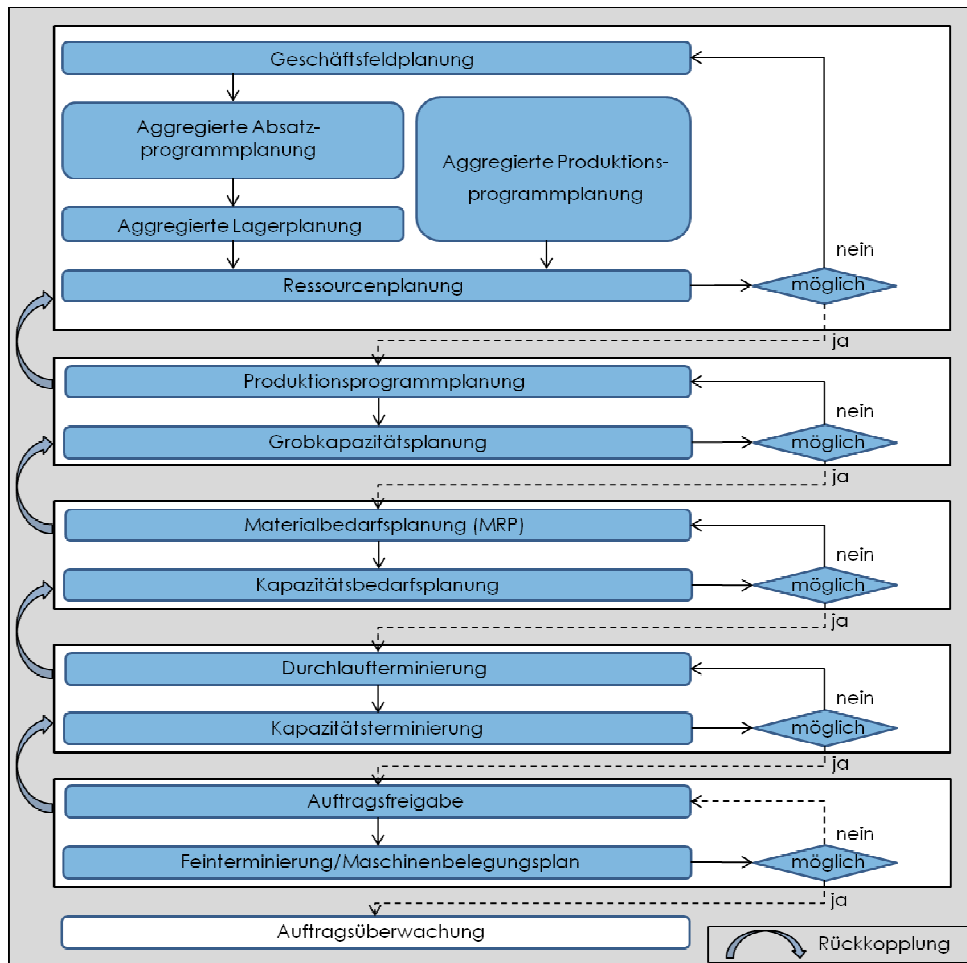 Geschäftsfeldplanung
Aggregierte Absatz-
programmplanung
Aggregierte Produktions-
programmplanung
Aggregierte Lagerplanung
nein
Ressourcenplanung
möglich
ja
Produktionsprogrammplanung
nein
Grobkapazitätsplanung
möglich
ja
Materialbedarfsplanung (MRP)
nein
Kapazitätsbedarfsplanung
möglich
ja
Durchlaufterminierung
nein
Kapazitätsterminierung
möglich
ja
Auftragsfreigabe
nein
Feinterminierung/Maschinenbelegungsplan
möglich
ja
Auftragsüberwachung
Rückkopplung